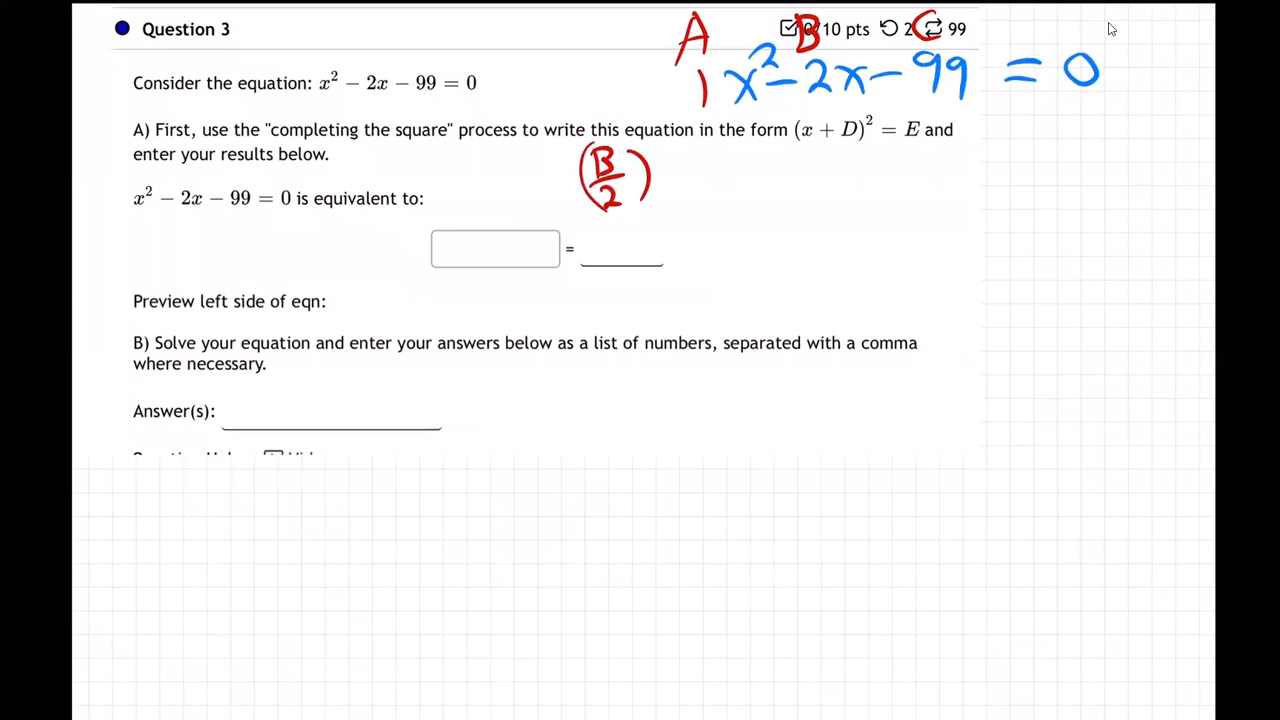 Question 3
A B C
/10 pts 2 99
1x² - 2x - 99 = 0
Consider the equation: x² − 2x − 99 = 0
A) First, use the "completing the square" process to write this equation in the form (x + D)² = E and
enter your results below.
(B/2)
x² − 2x − 99 = 0 is equivalent to:
=
Preview left side of eqn:
B) Solve your equation and enter your answers below as a list of numbers, separated with a comma
where necessary.
Answer(s):